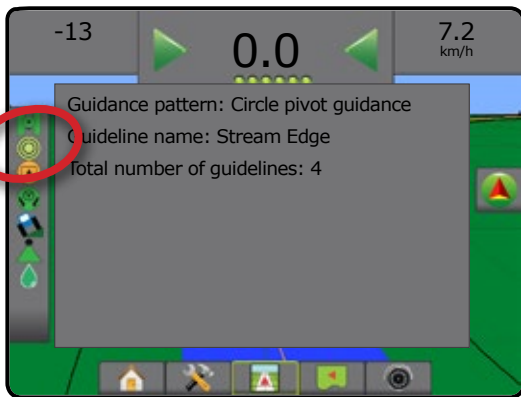 -13
0.0
7.2
km/h
Guidance pattern: Circle pivot guidance
Guideline name: Stream Edge
Total number of guidelines: 4